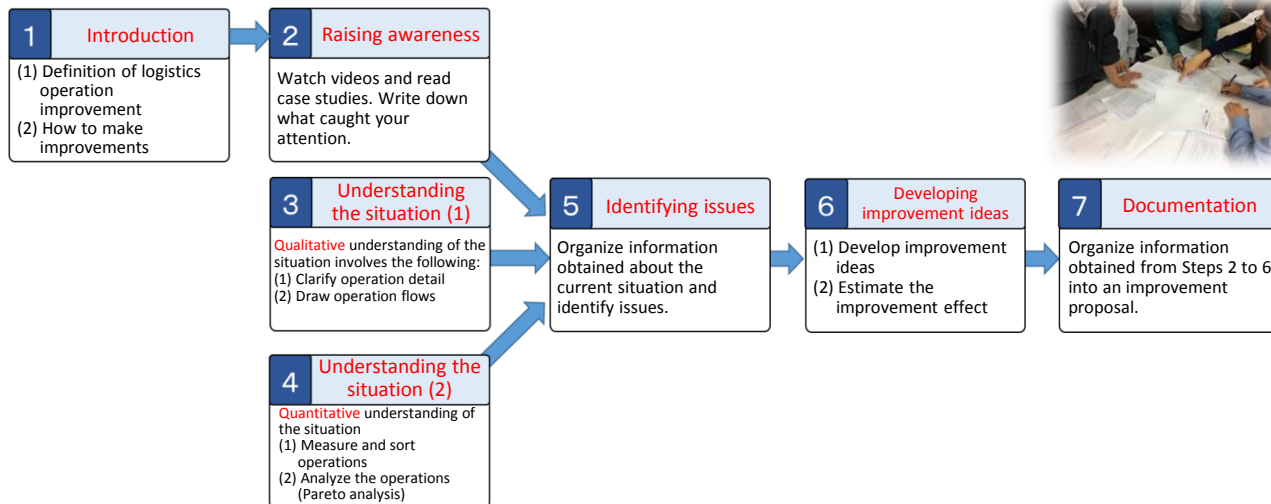 1
Introduction
(1) Definition of logistics
operation
improvement
(2) How to make
improvements
2
Raising awareness
Watch videos and read
case studies. Write down
what caught your
attention.
3
Understanding
the situation (1)
Qualitative understanding of the
situation involves the following:
(1) Clarify operation detail
(2) Draw operation flows
4
Understanding the
situation (2)
Quantitative understanding of
the situation
(1) Measure and sort
operations
(2) Analyze the operations
(Pareto analysis)
5
Identifying issues
Organize information
obtained about the
current situation and
identify issues.
6
Developing
improvement ideas
(1) Develop improvement
ideas
(2) Estimate the
improvement effect
7
Documentation
Organize information
obtained from Steps 2 to 6
into an improvement
proposal.